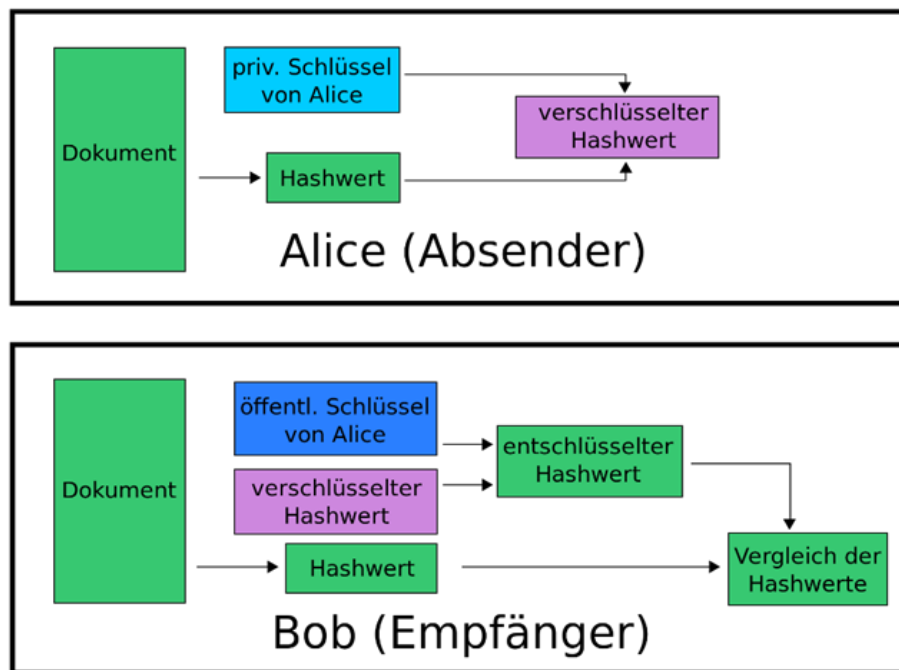 Dokument
priv. Schlüssel
von Alice
Hashwert
verschlüsselter
Hashwert
Alice (Absender)
Dokument
öffentl. Schlüssel
von Alice
verschlüsselter
Hashwert
Hashwert
entschlüsselter
Hashwert
Vergleich der
Hashwerte
Bob (Empfänger)